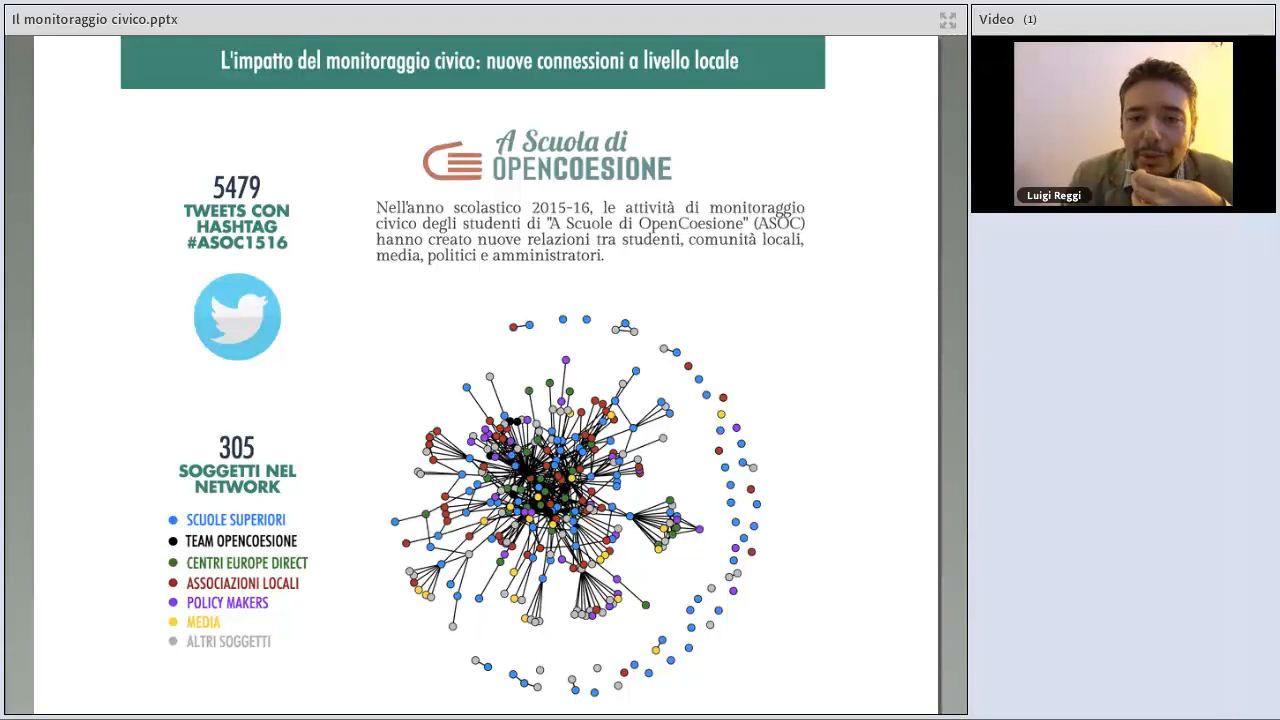 Il monitoraggio civico.pptx
Video (1)
L'impatto del monitoraggio civico: nuove connessioni a livello locale
A Scuola di
OPENCOESIONE
5479
TWEETS CON
HASHTAG
#ASOC1516
Nell'anno scolastico 2015-16, le attività di monitoraggio
civico degli studenti di "A Scuole di OpenCoesione" (ASOC)
hanno creato nuove relazioni tra studenti, comunità locali,
media, politici e amministratori.
Luigi Reggi
305
SOGGETTI NEL
NETWORK
SCUOLE SUPERIORI
TEAM OPENCOESIONE
CENTRI EUROPE DIRECT
ASSOCIAZIONI LOCALI
POLICY MAKERS
MEDIA
ALTRI SOGGETTI